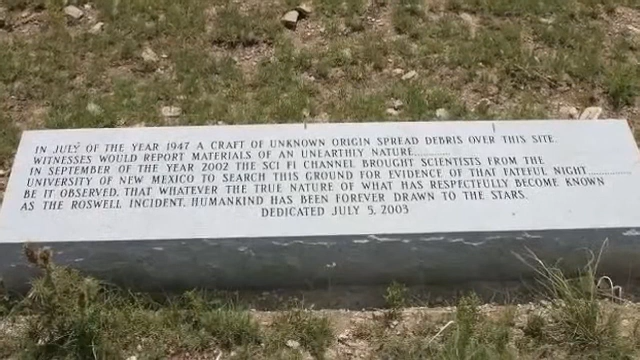 IN JULY OF THE YEAR 1947 A CRAFT OF UNKNOWN ORIGIN SPREAD DEBRIS OVER THIS SITE.
WITNESSES WOULD REPORT MATERIALS OF AN UNEARTHLY NATURE..........
IN SEPTEMBER OF THE YEAR 2002 THE SCI FI CHANNEL BROUGHT SCIENTISTS FROM THE
UNIVERSITY OF NEW MEXICO TO SEARCH THIS GROUND FOR EVIDENCE OF THAT FATEFUL NIGHT..........
BE IT OBSERVED, THAT WHATEVER THE TRUE NATURE OF WHAT HAS RESPECTFULLY BECOME KNOWN
AS THE ROSWELL INCIDENT, HUMANKIND HAS BEEN FOREVER DRAWN TO THE STARS.
DEDICATED JULY 5, 2003